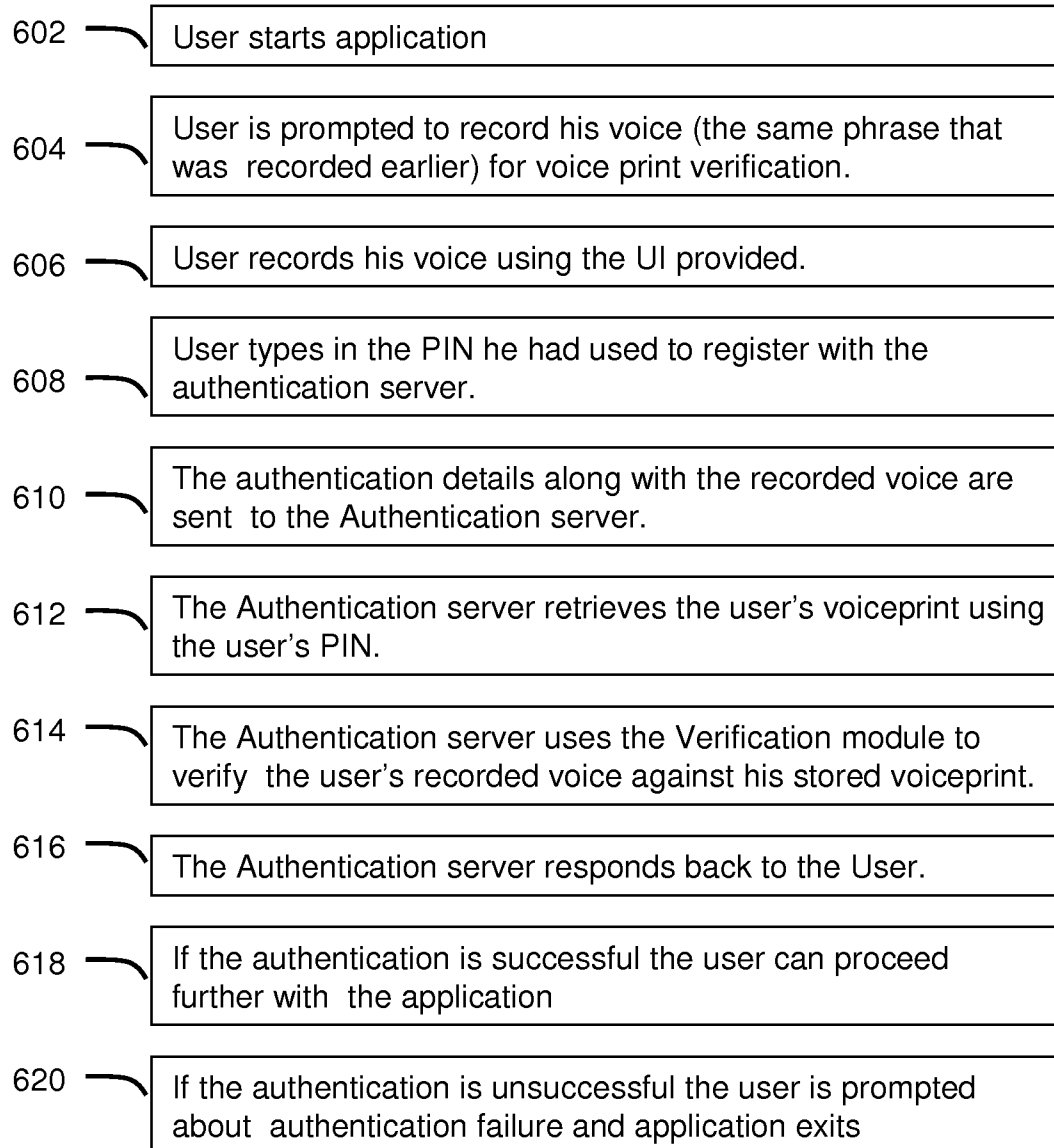 602
User starts application
604
User is prompted to record his voice (the same phrase that
was recorded earlier) for voice print verification.
606
User records his voice using the UI provided.
608
User types in the PIN he had used to register with the
authentication server.
610
The authentication details along with the recorded voice are
sent to the Authentication server.
612
The Authentication server retrieves the user's voiceprint using
the user's PIN.
614
The Authentication server uses the Verification module to
verify the user's recorded voice against his stored voiceprint.
616
The Authentication server responds back to the User.
618
If the authentication is successful the user can proceed
further with the application
620
If the authentication is unsuccessful the user is prompted
about authentication failure and application exits